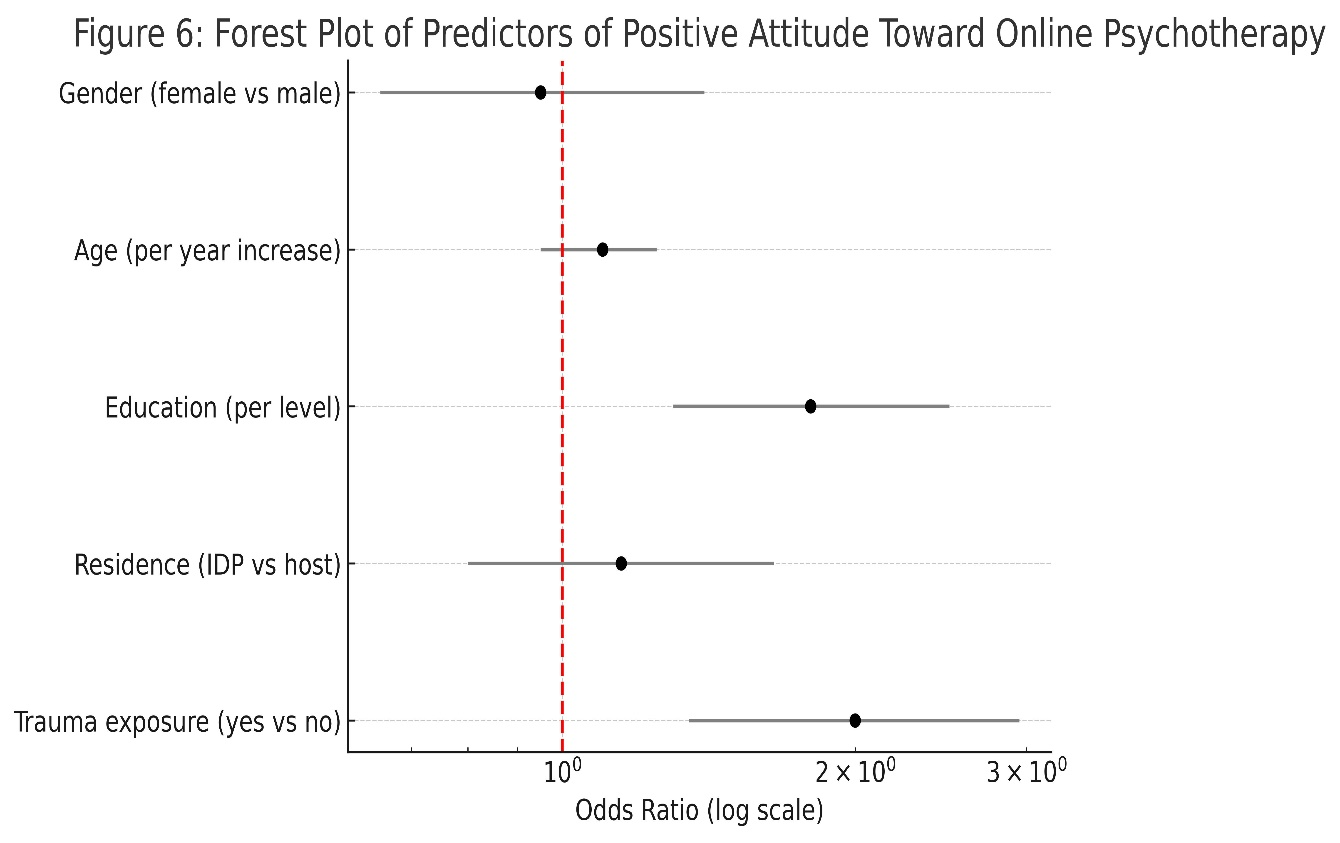 Figure 6: Forest Plot of Predictors of Positive Attitude Toward Online Psychotherapy
Gender (female vs male)
Age (per year increase)
Education (per level)
Residence (IDP vs host)
Trauma exposure (yes vs no)
10⁰ 2 × 10⁰ 3 × 10⁰
Odds Ratio (log scale)